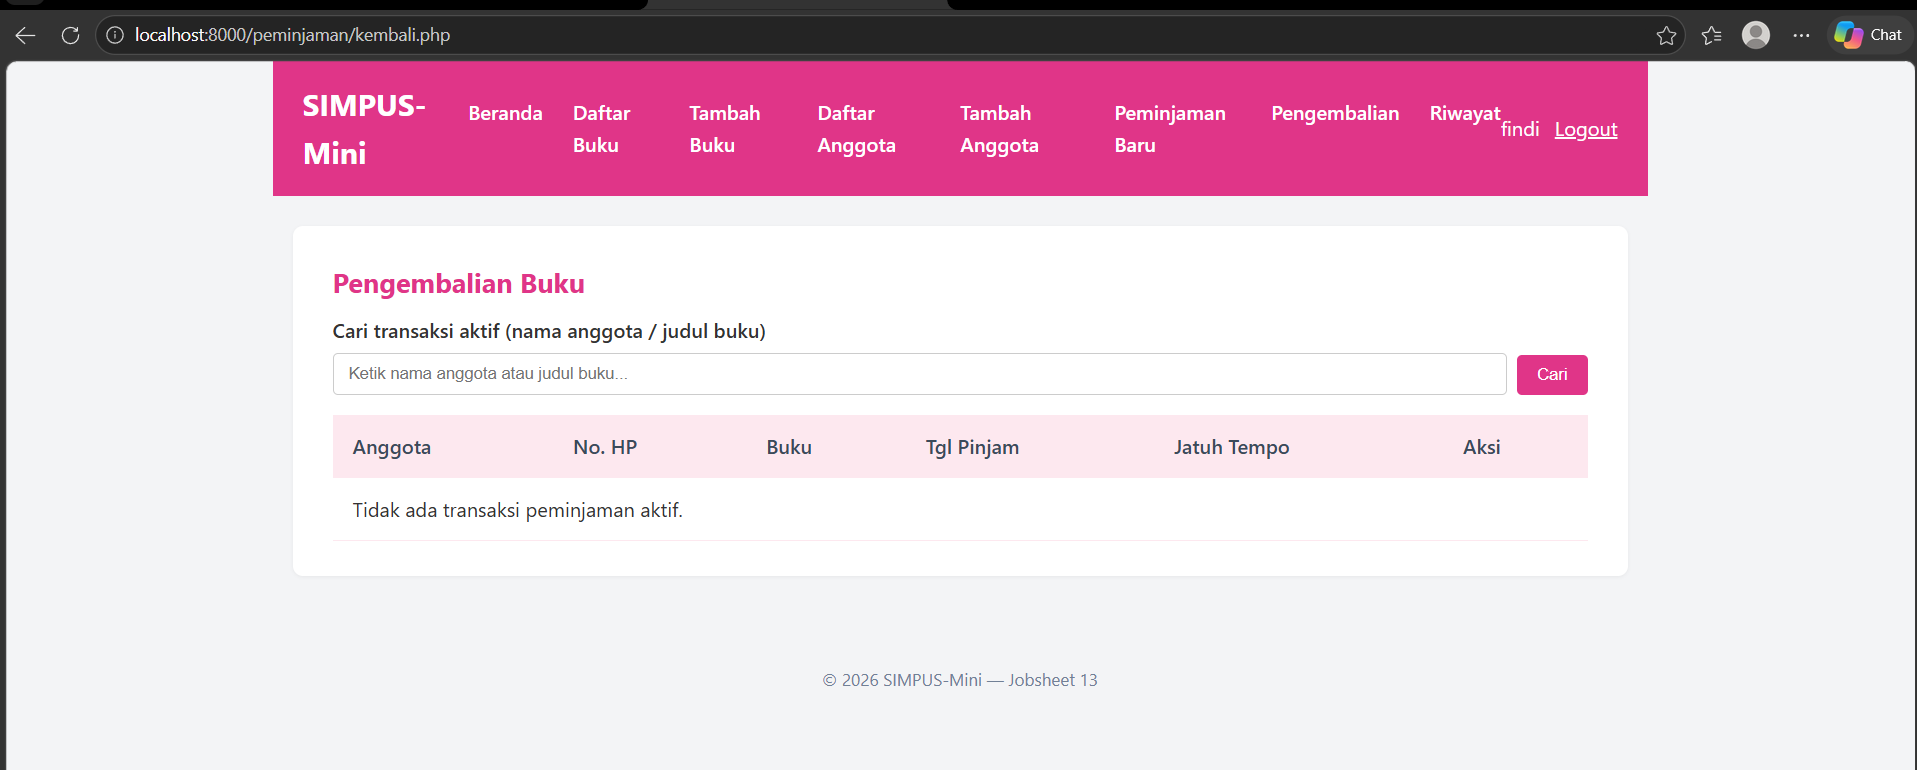 localhost:8000/peminjaman/kembali.php
Chat
SIMPUS-
Mini
Beranda
Daftar
Buku
Tambah
Buku
Daftar
Anggota
Tambah
Anggota
Peminjaman
Baru
Pengembalian
Riwayat
findi
Logout
Pengembalian Buku
Cari transaksi aktif (nama anggota / judul buku)
Ketik nama anggota atau judul buku...
Cari
Anggota No. HP Buku Tgl Pinjam Jatuh Tempo Aksi
Tidak ada transaksi peminjaman aktif.
© 2026 SIMPUS-Mini — Jobsheet 13